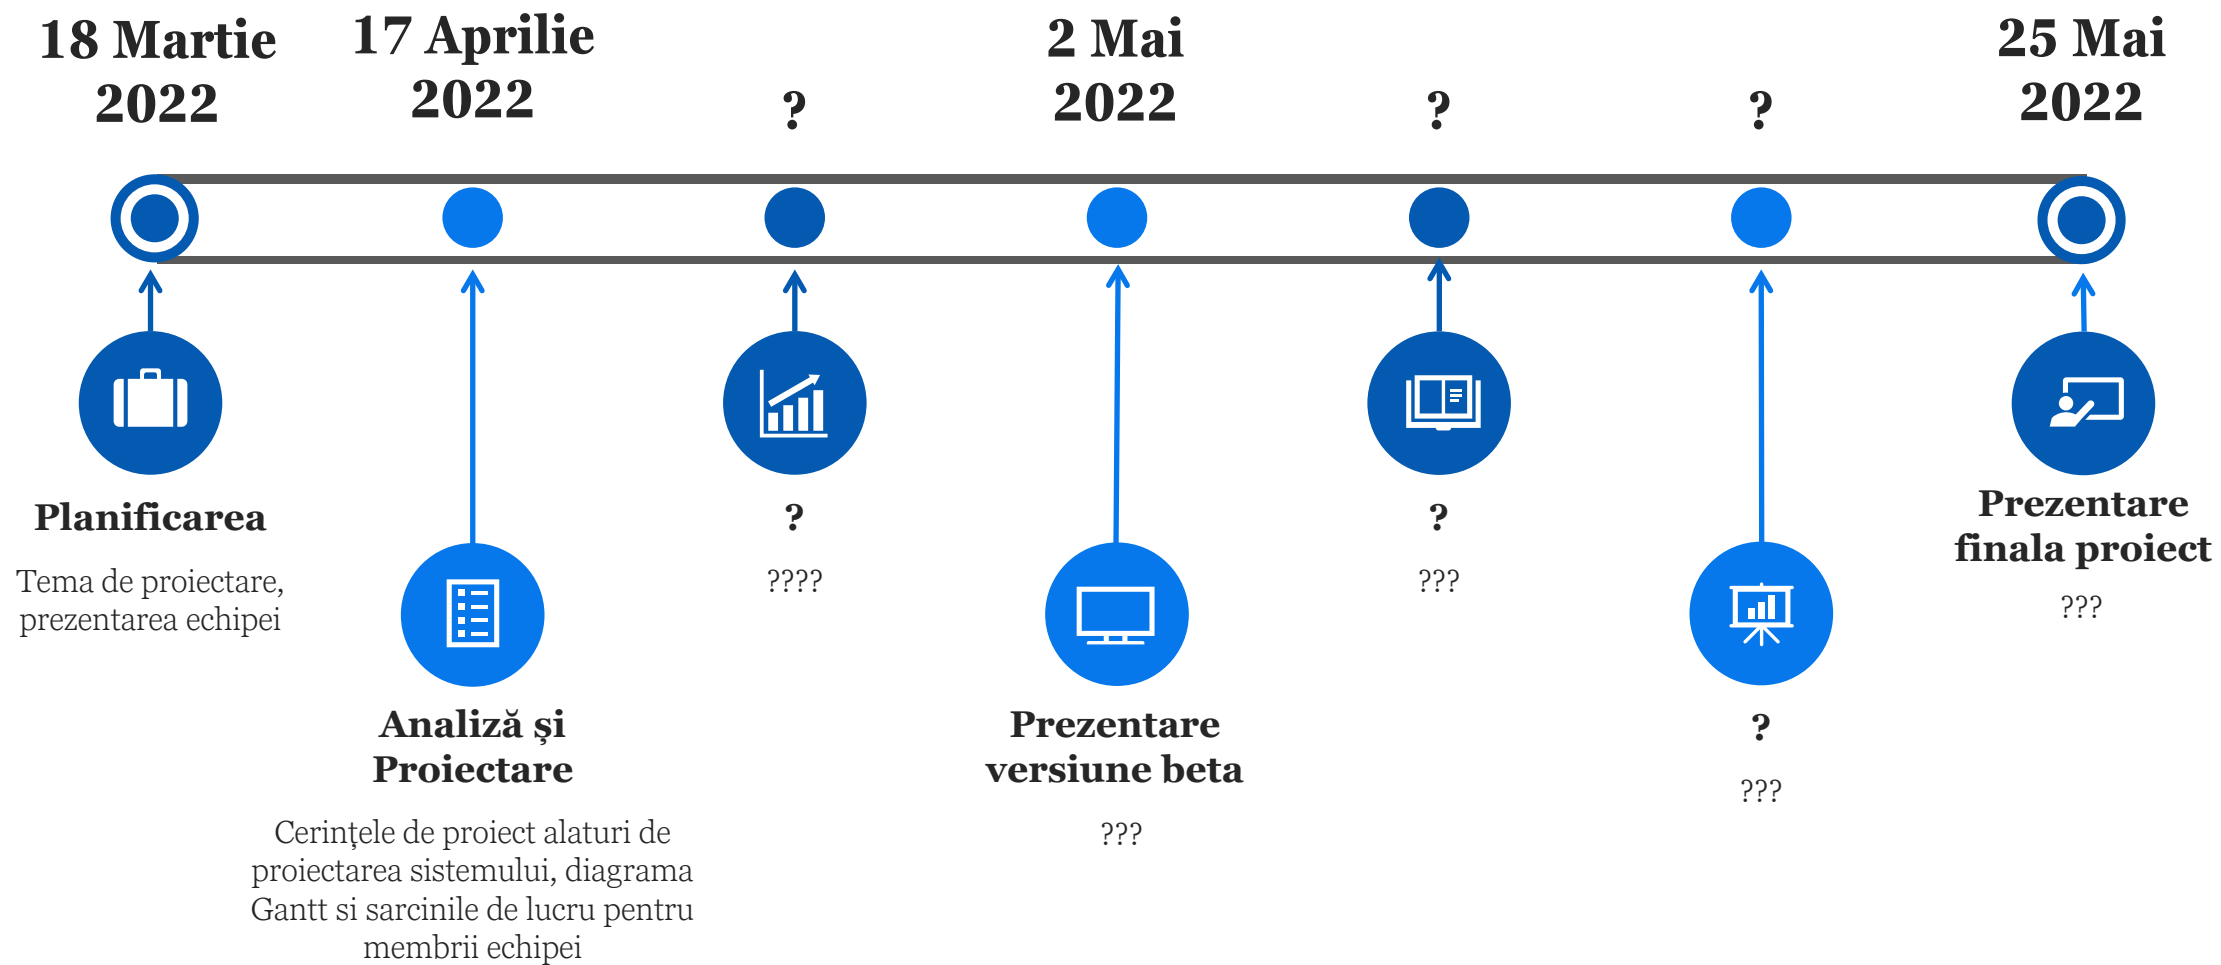 18 Martie
2022
17 Aprilie
2022
?
2 Mai
2022
?
?
25 Mai
2022
Planificarea
Tema de proiectare,
prezentarea echipei
Analiză și
Proiectare
Cerințele de proiect alaturi de
proiectarea sistemului, diagrama
Gantt si sarcinile de lucru pentru
membrii echipei
?
????
Prezentare
versiune beta
???
?
???
?
???
Prezentare
finala proiect
???